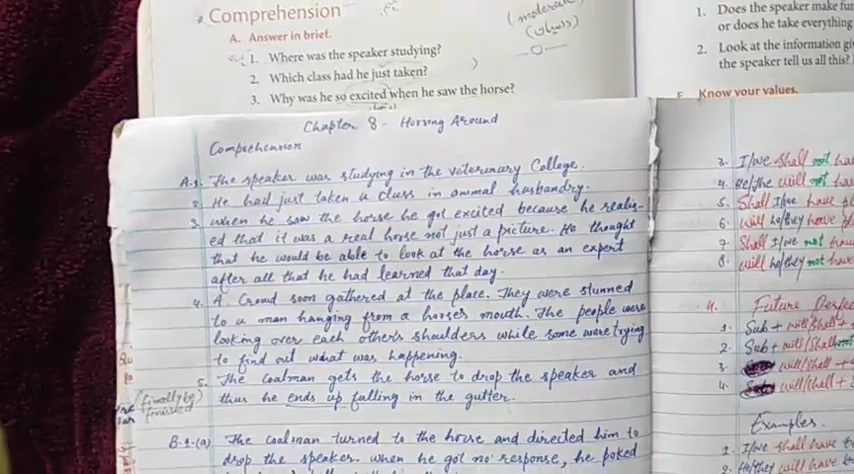 Comprehension
A. Answer in brief.
1. Where was the speaker studying?
2. Which class had he just taken?
3. Why was he so excited when he saw the horse?
(moderate)
1. Does the speaker make fun
or does he take everything
2. Look at the information gi
the speaker tell us all this?
Know your values.
Chapter 8 - Horsing Around
Comprehension
A.1. The speaker was studying in the veterinary College.
2. He had just taken a class in animal husbandry.
3. When he saw the horse he got excited because he realis-
ed that it was a real horse not just a picture. He thought
that he would be able to look at the horse as an expert
after all that he had learned that day.
4. A. Crowd soon gathered at the place. They were stunned
to a man hanging from a horses mouth. The people were
looking over each other's shoulders while some were trying
to find out what was happening.
5. The coalman gets the horse to drop the speaker and
thus he ends up falling in the gutter.
(finally be
finished)
B.1-(a) The coalman turned to the horse and directed him to
drop the speaker. when he got no response, he poked
3. I/we shall not hav
4. He/the will not hav
5. Shall I/we have pl
6. will he/they have pl
7. Shall I/we not hav
8. will he/they not have
4. Future Perfec
1. Sub + will/shall +
2. Sub + will/shall not
3. will/shall +
4. will/shall +
Examples.
1. I/we shall have
2. He/they will have